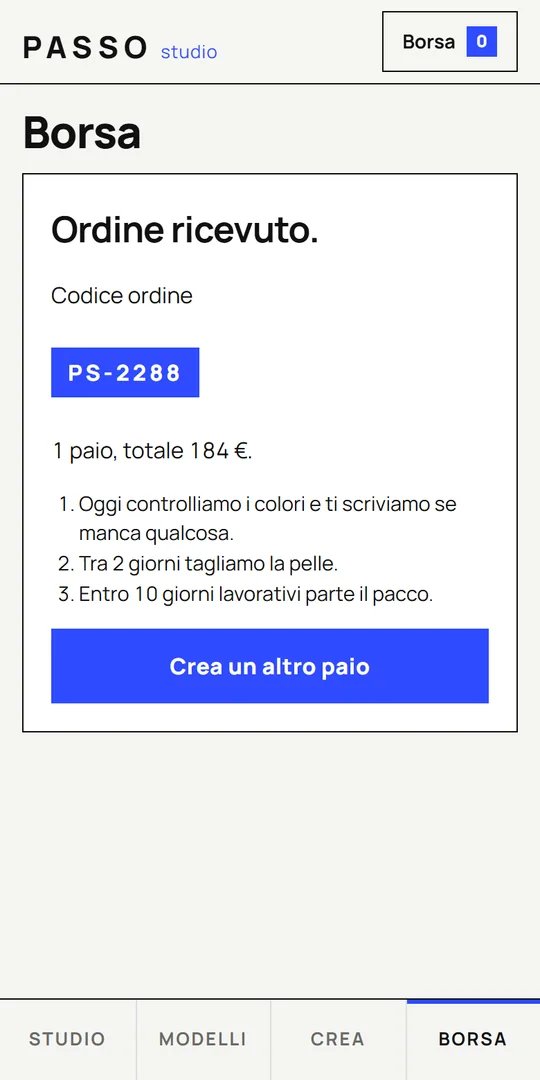 PASSO studio
Borsa 0
Borsa
Ordine ricevuto.
Codice ordine
PS-2288
1 paio, totale 184 €.
1. Oggi controlliamo i colori e ti scriviamo se
manca qualcosa.
2. Tra 2 giorni tagliamo la pelle.
3. Entro 10 giorni lavorativi parte il pacco.
Crea un altro paio
STUDIO
MODELLI
CREA
BORSA